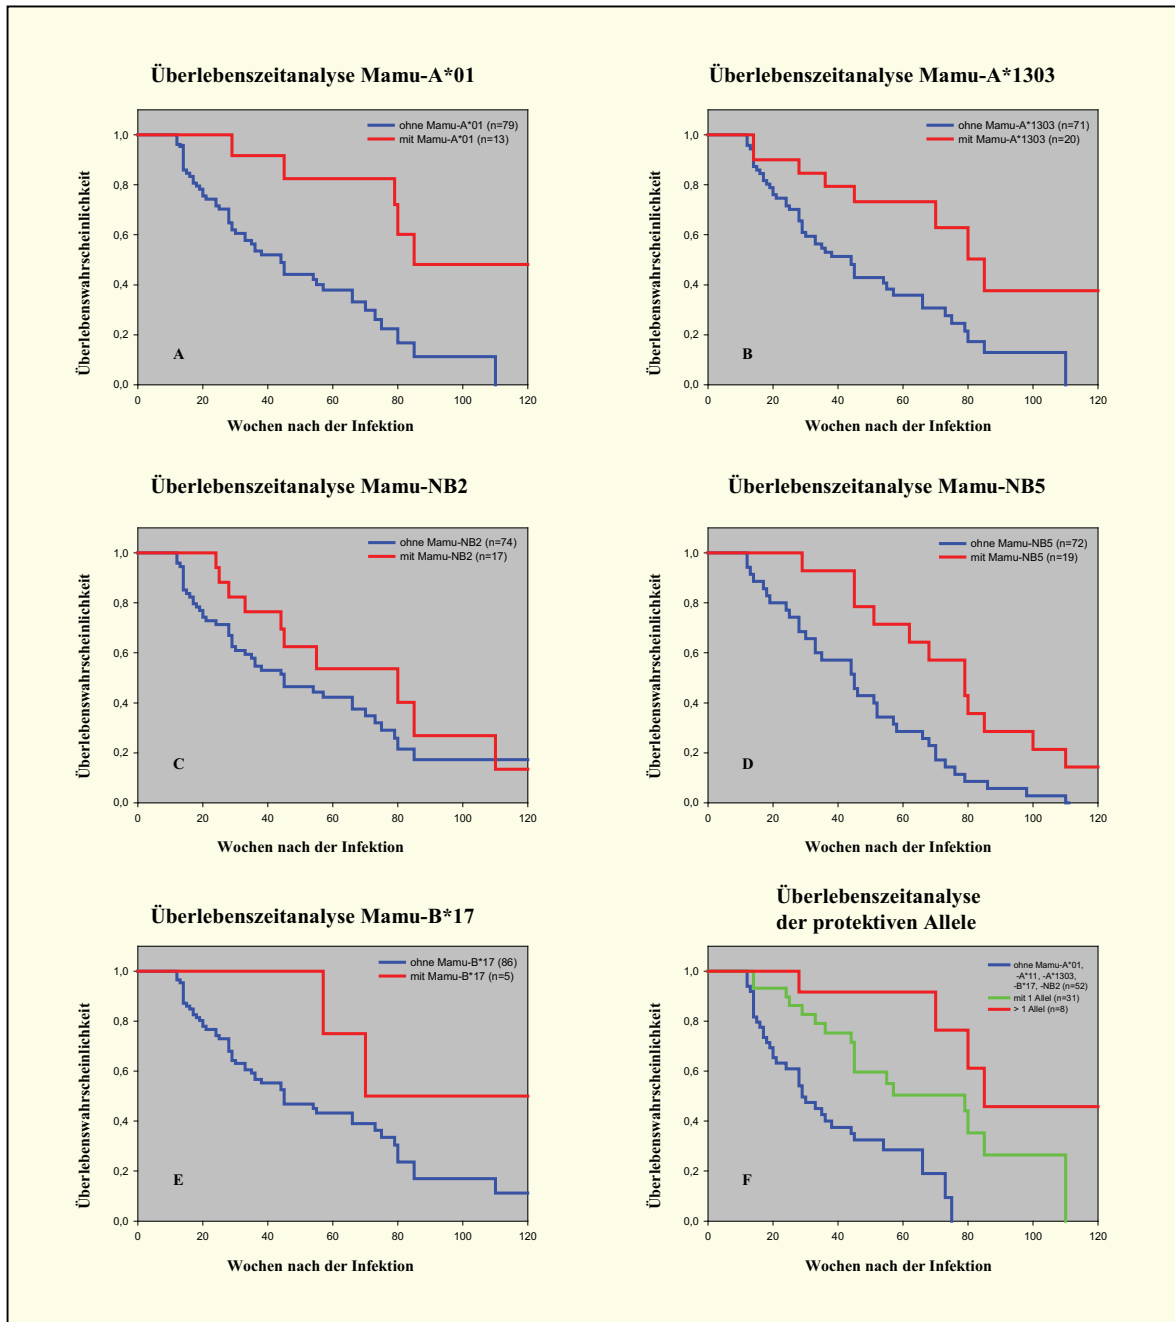 Überlebenszeitanalyse Mamu-A*01
ohne Mamu-A*01 (n=79)
mit Mamu-A*01 (n=13)
Überlebenswahrscheinlichkeit
1,0
0,8
0,6
0,4
0,2
0,0
A
0 20 40 60 80 100 120
Wochen nach der Infektion
Überlebenszeitanalyse Mamu-A*1303
ohne Mamu-A*1303 (n=71)
mit Mamu-A*1303 (n=20)
Überlebenswahrscheinlichkeit
1,0
0,8
0,6
0,4
0,2
0,0
B
0 20 40 60 80 100 120
Wochen nach der Infektion
Überlebenszeitanalyse Mamu-NB2
ohne Mamu-NB2 (n=74)
mit Mamu-NB2 (n=17)
Überlebenswahrscheinlichkeit
1,0
0,8
0,6
0,4
0,2
0,0
C
0 20 40 60 80 100 120
Wochen nach der Infektion
Überlebenszeitanalyse Mamu-NB5
ohne Mamu-NB5 (n=72)
mit Mamu-NB5 (n=19)
Überlebenswahrscheinlichkeit
1,0
0,8
0,6
0,4
0,2
0,0
D
0 20 40 60 80 100 120
Wochen nach der Infektion
Überlebenszeitanalyse Mamu-B*17
ohne Mamu-B*17 (86)
mit Mamu-B*17 (n=5)
Überlebenswahrscheinlichkeit
1,0
0,8
0,6
0,4
0,2
0,0
E
0 20 40 60 80 100 120
Wochen nach der Infektion
Überlebenszeitanalyse
der protektiven Allele
ohne Mamu-A*01,
-A*11, -A*1303,
-B*17, -NB2 (n=52)
mit 1 Allel (n=31)
> 1 Allel (n=8)
Überlebenswahrscheinlichkeit
1,0
0,8
0,6
0,4
0,2
0,0
F
0 20 40 60 80 100 120
Wochen nach der Infektion